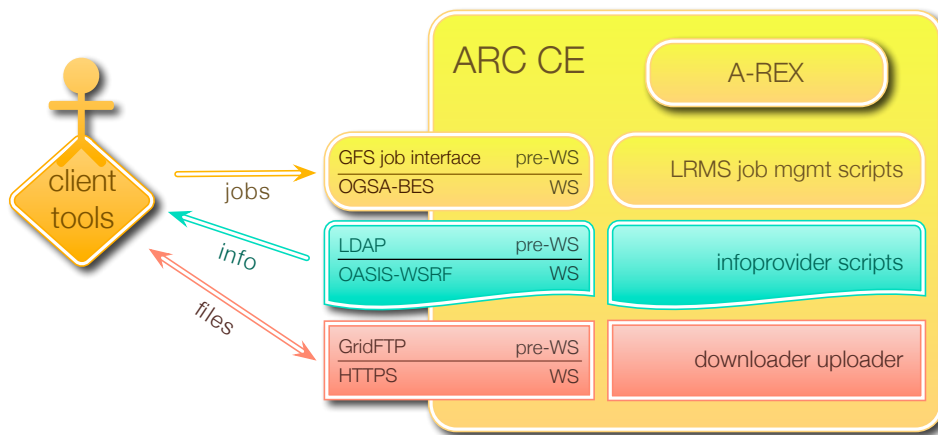 ARC CE
A-REX
client
tools
jobs
GFS job interface pre-WS
OGSA-BES WS
LRMS job mgmt scripts
info
LDAP pre-WS
OASIS-WSRF WS
infoprovider scripts
files
GridFTP pre-WS
HTTPS WS
downloader uploader